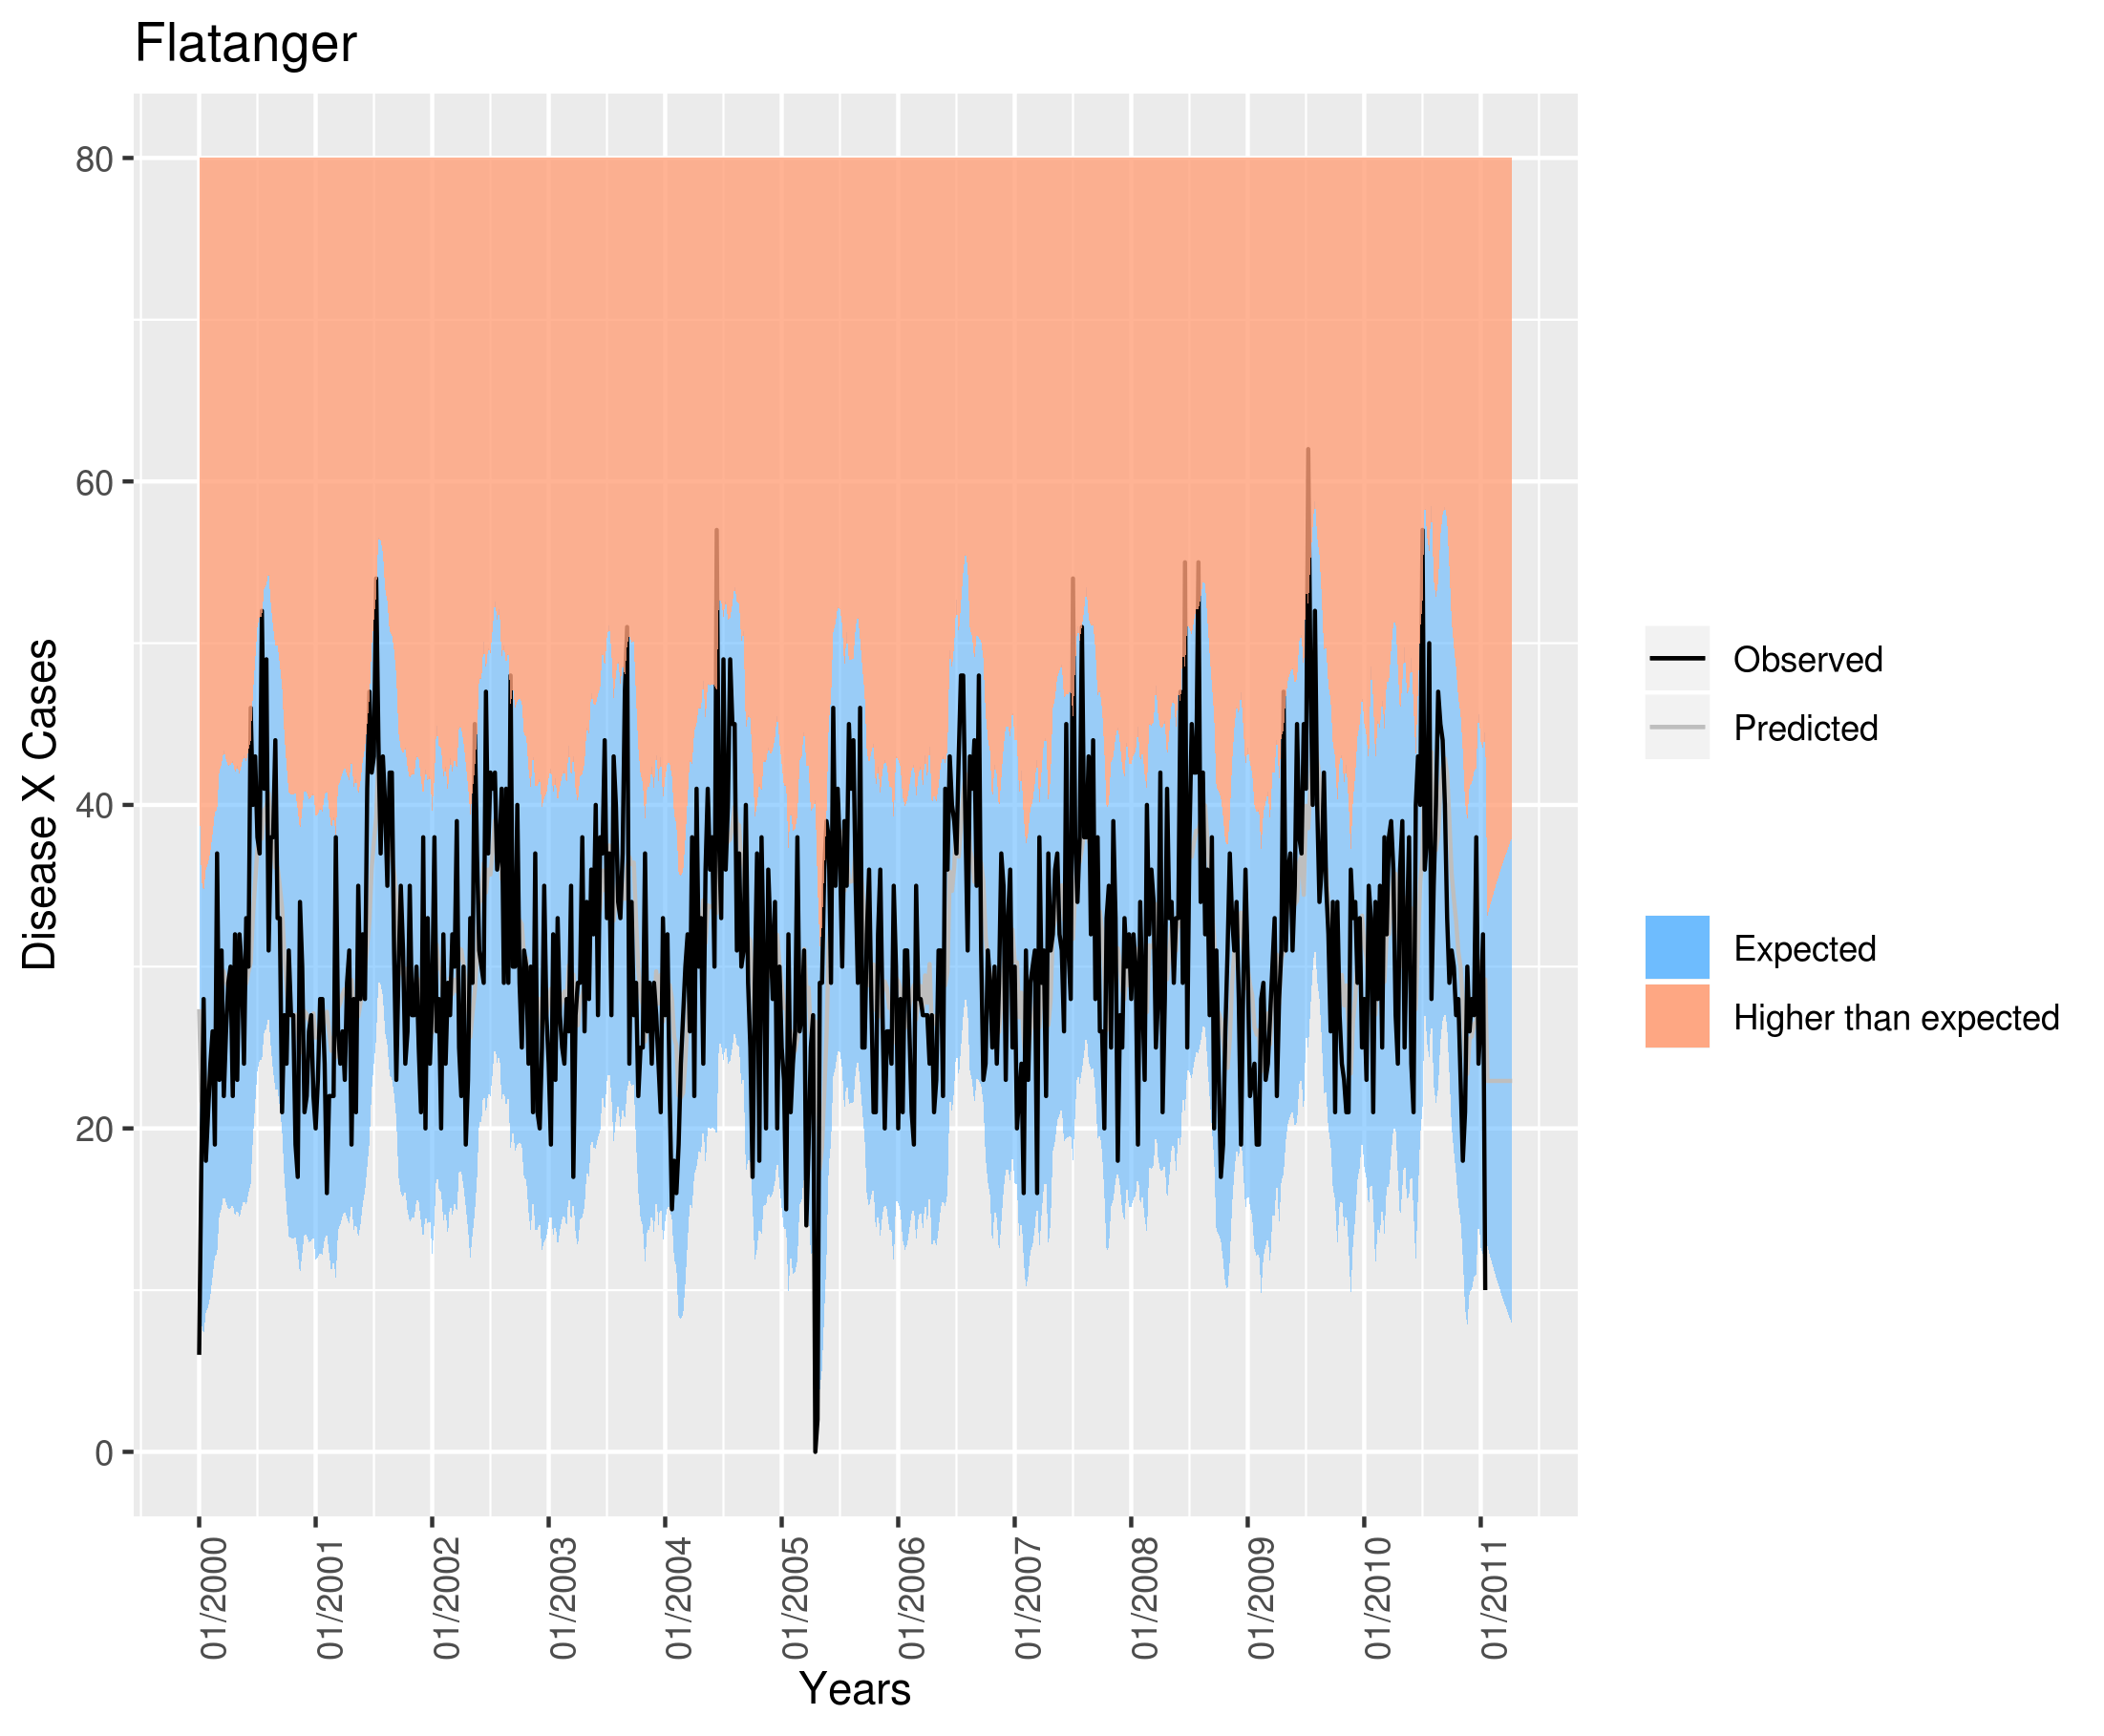 Flatanger
Disease X Cases
80
60
40
20
0
01/2000
01/2001
01/2002
01/2003
01/2004
01/2005
01/2006
01/2007
01/2008
01/2009
01/2010
01/2011
Years
Observed
Predicted
Expected
Higher than expected